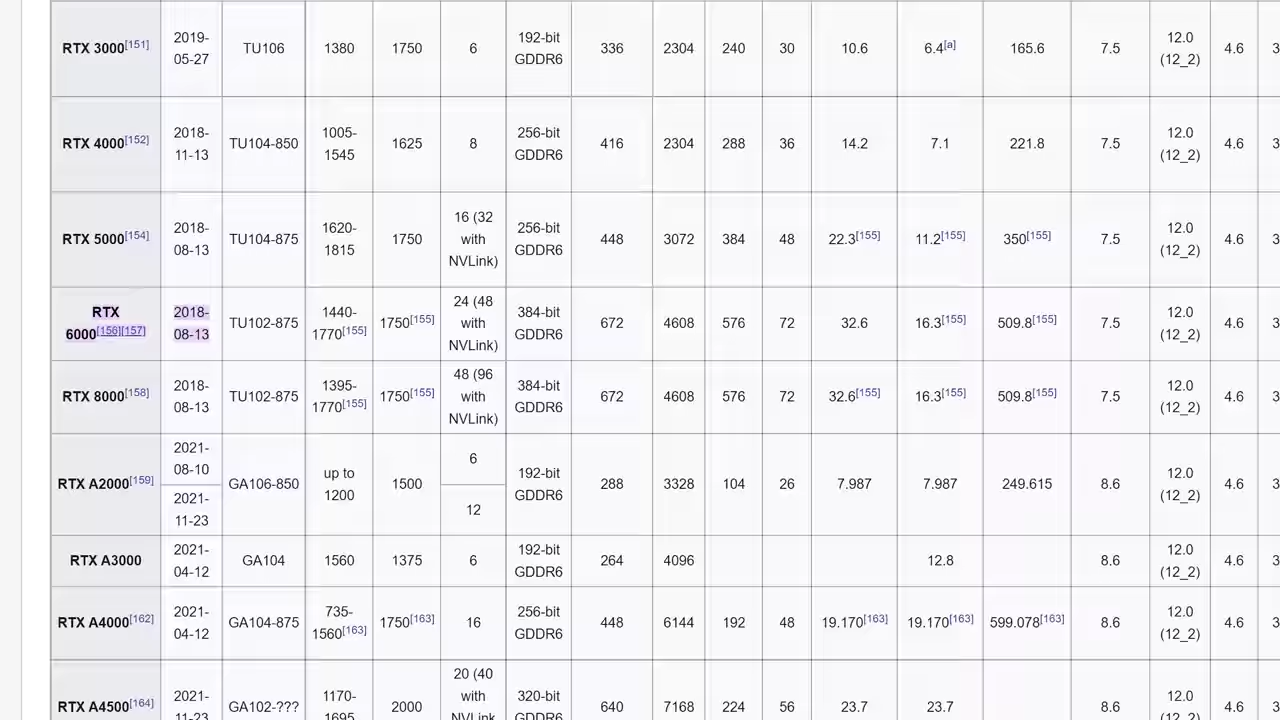 RTX 3000[151] 2019-05-27 TU106 1380 1750 6 192-bit GDDR6 336 2304 240 30 10.6 6.4[a] 165.6 7.5 12.0 (12_2) 4.6
RTX 4000[152] 2018-11-13 TU104-850 1005-1545 1625 8 256-bit GDDR6 416 2304 288 36 14.2 7.1 221.8 7.5 12.0 (12_2) 4.6
RTX 5000[154] 2018-08-13 TU104-875 1620-1815 1750 16 (32 with NVLink) 256-bit GDDR6 448 3072 384 48 22.3[155] 11.2[155] 350[155] 7.5 12.0 (12_2) 4.6
RTX 6000[156][157] 2018-08-13 TU102-875 1440-1770[155] 1750[155] 24 (48 with NVLink) 384-bit GDDR6 672 4608 576 72 32.6 16.3[155] 509.8[155] 7.5 12.0 (12_2) 4.6
RTX 8000[158] 2018-08-13 TU102-875 1395-1770[155] 1750[155] 48 (96 with NVLink) 384-bit GDDR6 672 4608 576 72 32.6[155] 16.3[155] 509.8[155] 7.5 12.0 (12_2) 4.6
RTX A2000[159] 2021-08-10 2021-11-23 GA106-850 up to 1200 1500 6 12 192-bit GDDR6 288 3328 104 26 7.987 7.987 249.615 8.6 12.0 (12_2) 4.6
RTX A3000 2021-04-12 GA104 1560 1375 6 192-bit GDDR6 264 4096 12.8 8.6 12.0 (12_2) 4.6
RTX A4000[162] 2021-04-12 GA104-875 735-1560[163] 1750[163] 16 256-bit GDDR6 448 6144 192 48 19.170[163] 19.170[163] 599.078[163] 8.6 12.0 (12_2) 4.6
RTX A4500[164] 2021-11-23 GA102-??? 1170-1695 2000 20 (40 with NVLink 320-bit GDDR6 640 7168 224 56 23.7 23.7 8.6 12.0 (12_2) 4.6